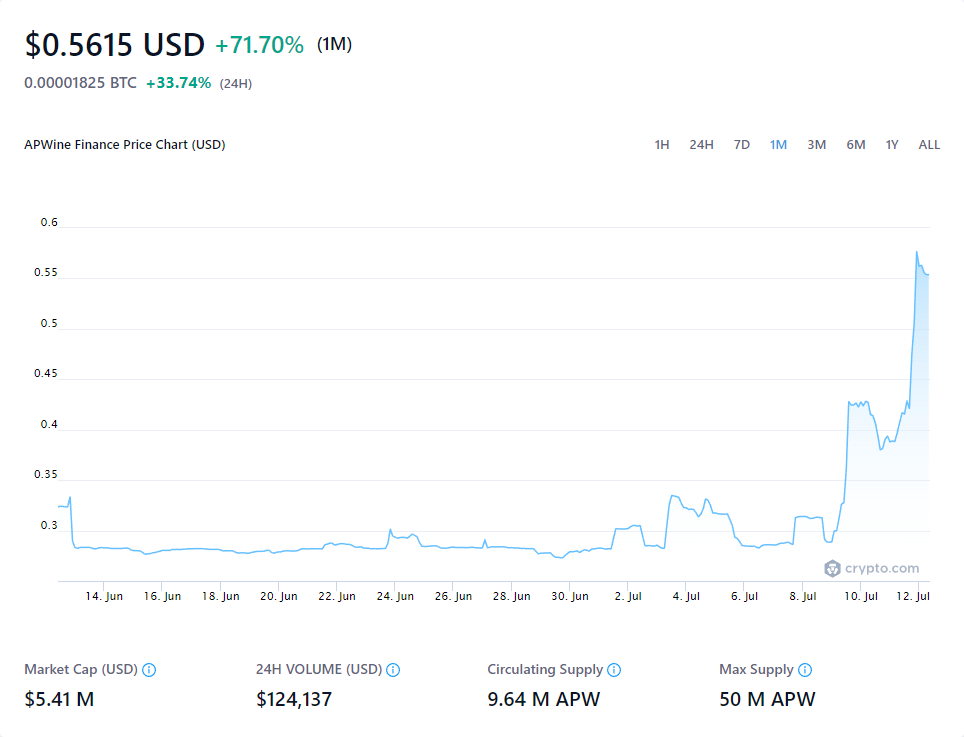 $0.5615 USD +71.70% (1M)
0.00001825 BTC +33.74% (24H)
APWine Finance Price Chart (USD) 1H 24H 7D 1M 3M 6M 1Y ALL
0.6
0.55
0.5
0.45
0.4
0.35
0.3
crypto.com
14. Jun 16. Jun 18. Jun 20. Jun 22. Jun 24. Jun 26. Jun 28. Jun 30. Jun 2. Jul 4. Jul 6. Jul 8. Jul 10. Jul 12. Jul
Market Cap (USD) 24H VOLUME (USD) Circulating Supply Max Supply
$5.41 M $124,137 9.64 M APW 50 M APW